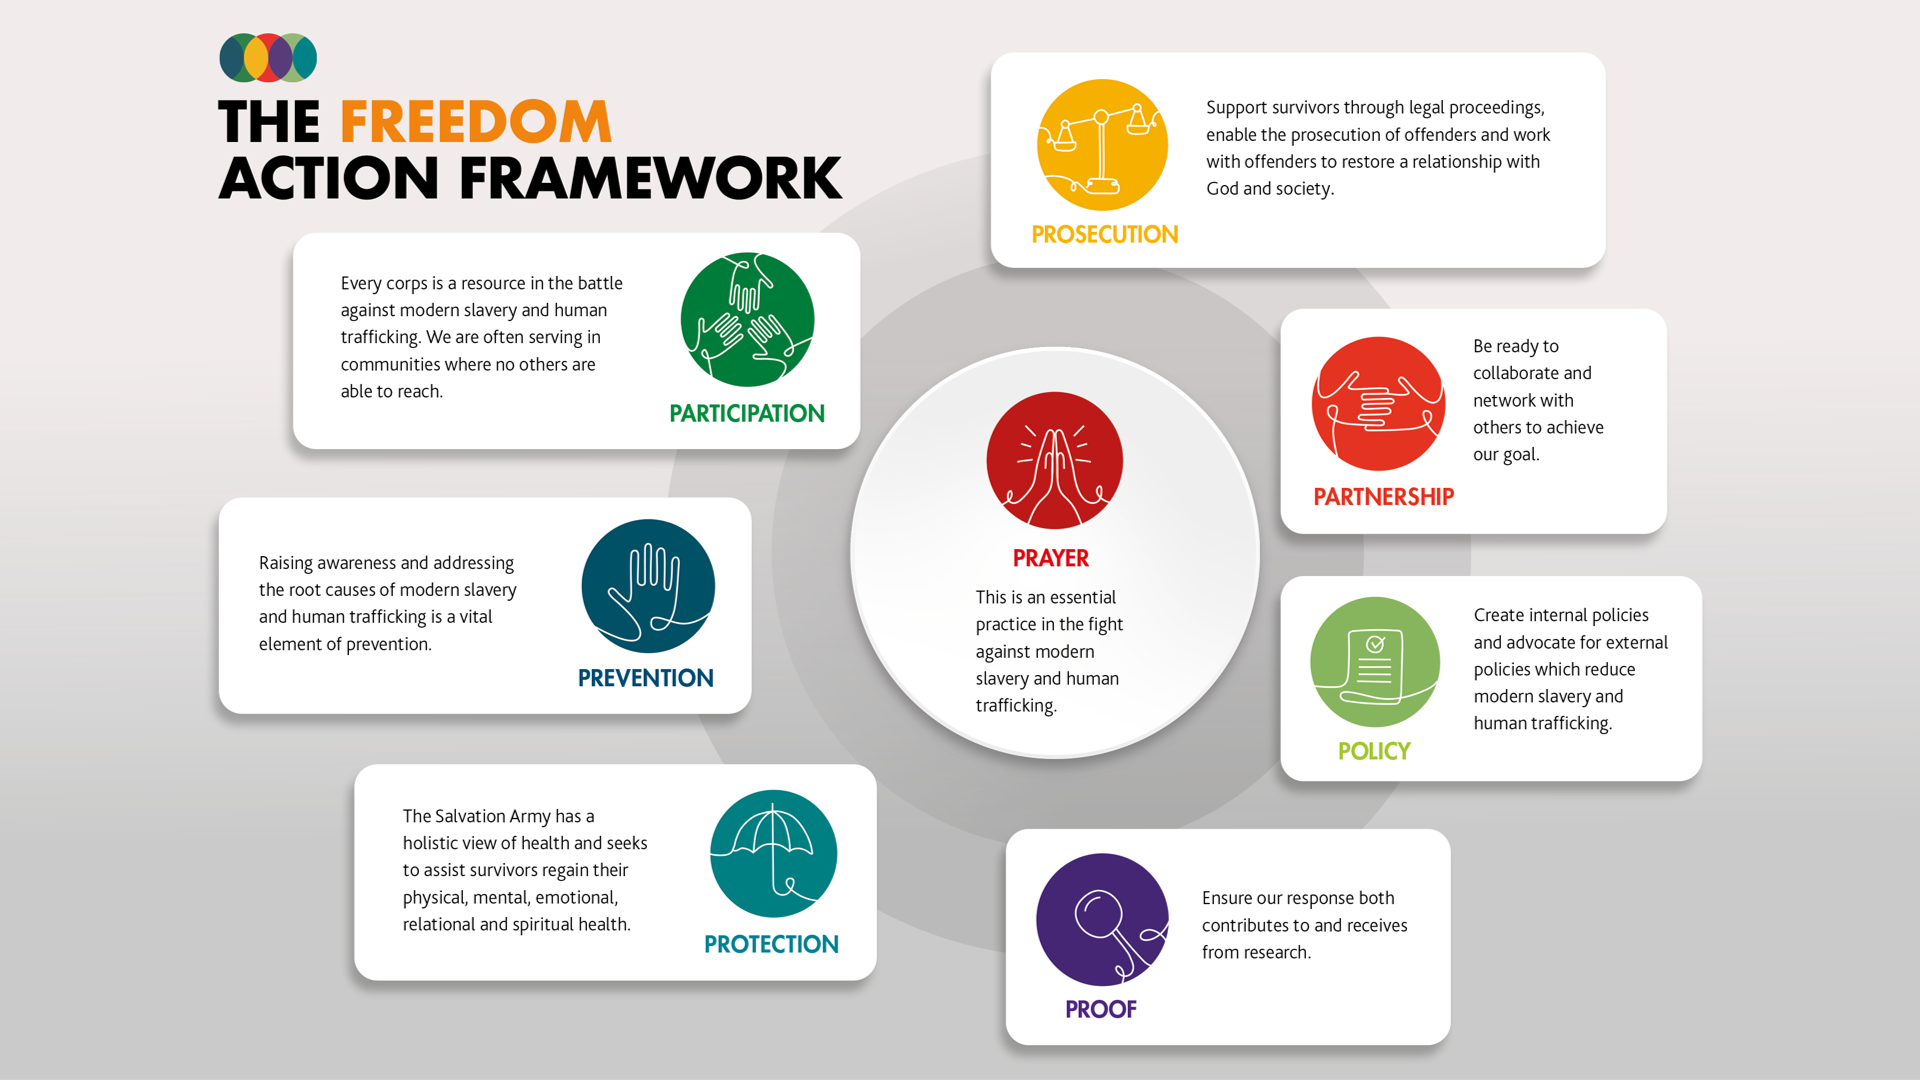 THE FREEDOM
ACTION FRAMEWORK
Every corps is a resource in the battle
against modern slavery and human
trafficking. We are often serving in
communities where no others are
able to reach.
PARTICIPATION
Raising awareness and addressing
the root causes of modern slavery
and human trafficking is a vital
element of prevention.
PREVENTION
The Salvation Army has a
holistic view of health and seeks
to assist survivors regain their
physical, mental, emotional,
relational and spiritual health.
PROTECTION
PRAYER
This is an essential
practice in the fight
against modern
slavery and human
trafficking.
Support survivors through legal proceedings,
enable the prosecution of offenders and work
with offenders to restore a relationship with
God and society.
PROSECUTION
Be ready to
collaborate and
network with
others to achieve
our goal.
PARTNERSHIP
Create internal policies
and advocate for external
policies which reduce
modern slavery and
human trafficking.
POLICY
Ensure our response both
contributes to and receives
from research.
PROOF